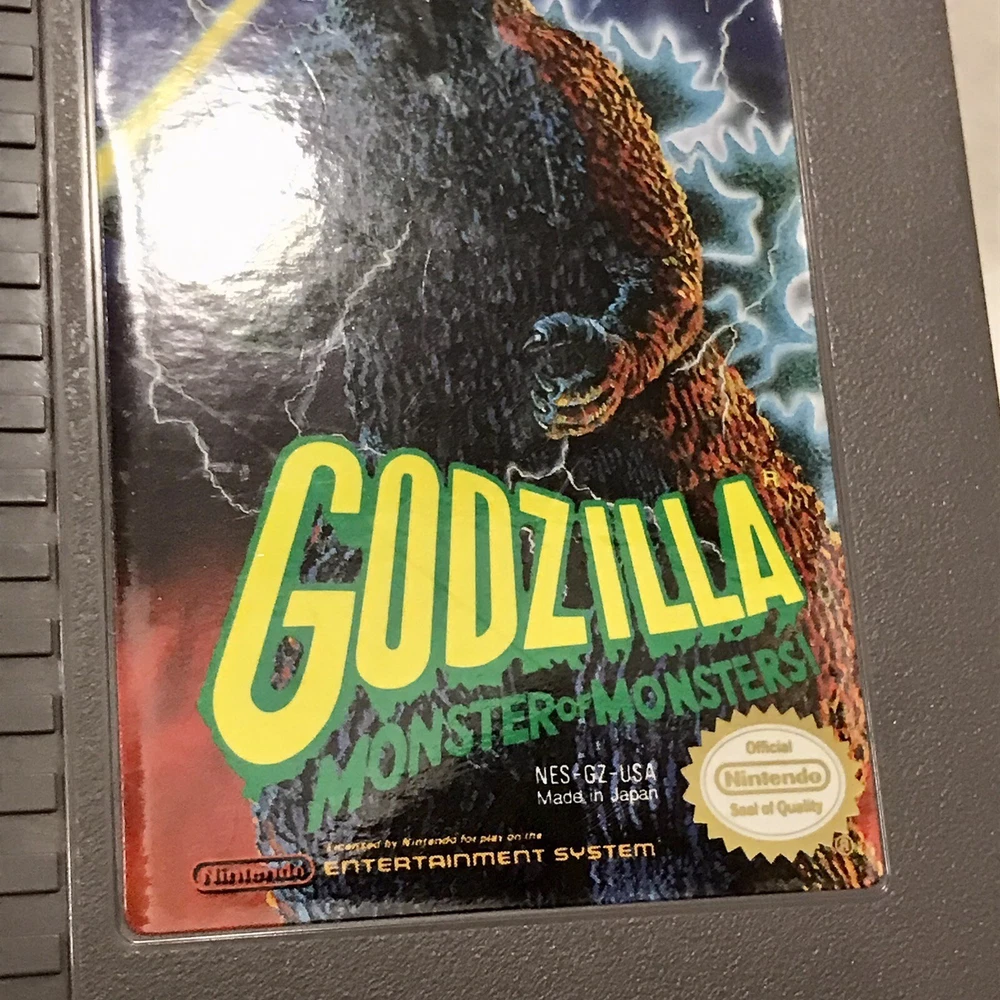 GODZILLA®
MONSTER OF MONSTERS!
NES-GZ-USA
Made in Japan
Official
Nintendo
Seal of Quality
®
Licensed by Nintendo for play on the
Nintendo
ENTERTAINMENT SYSTEM